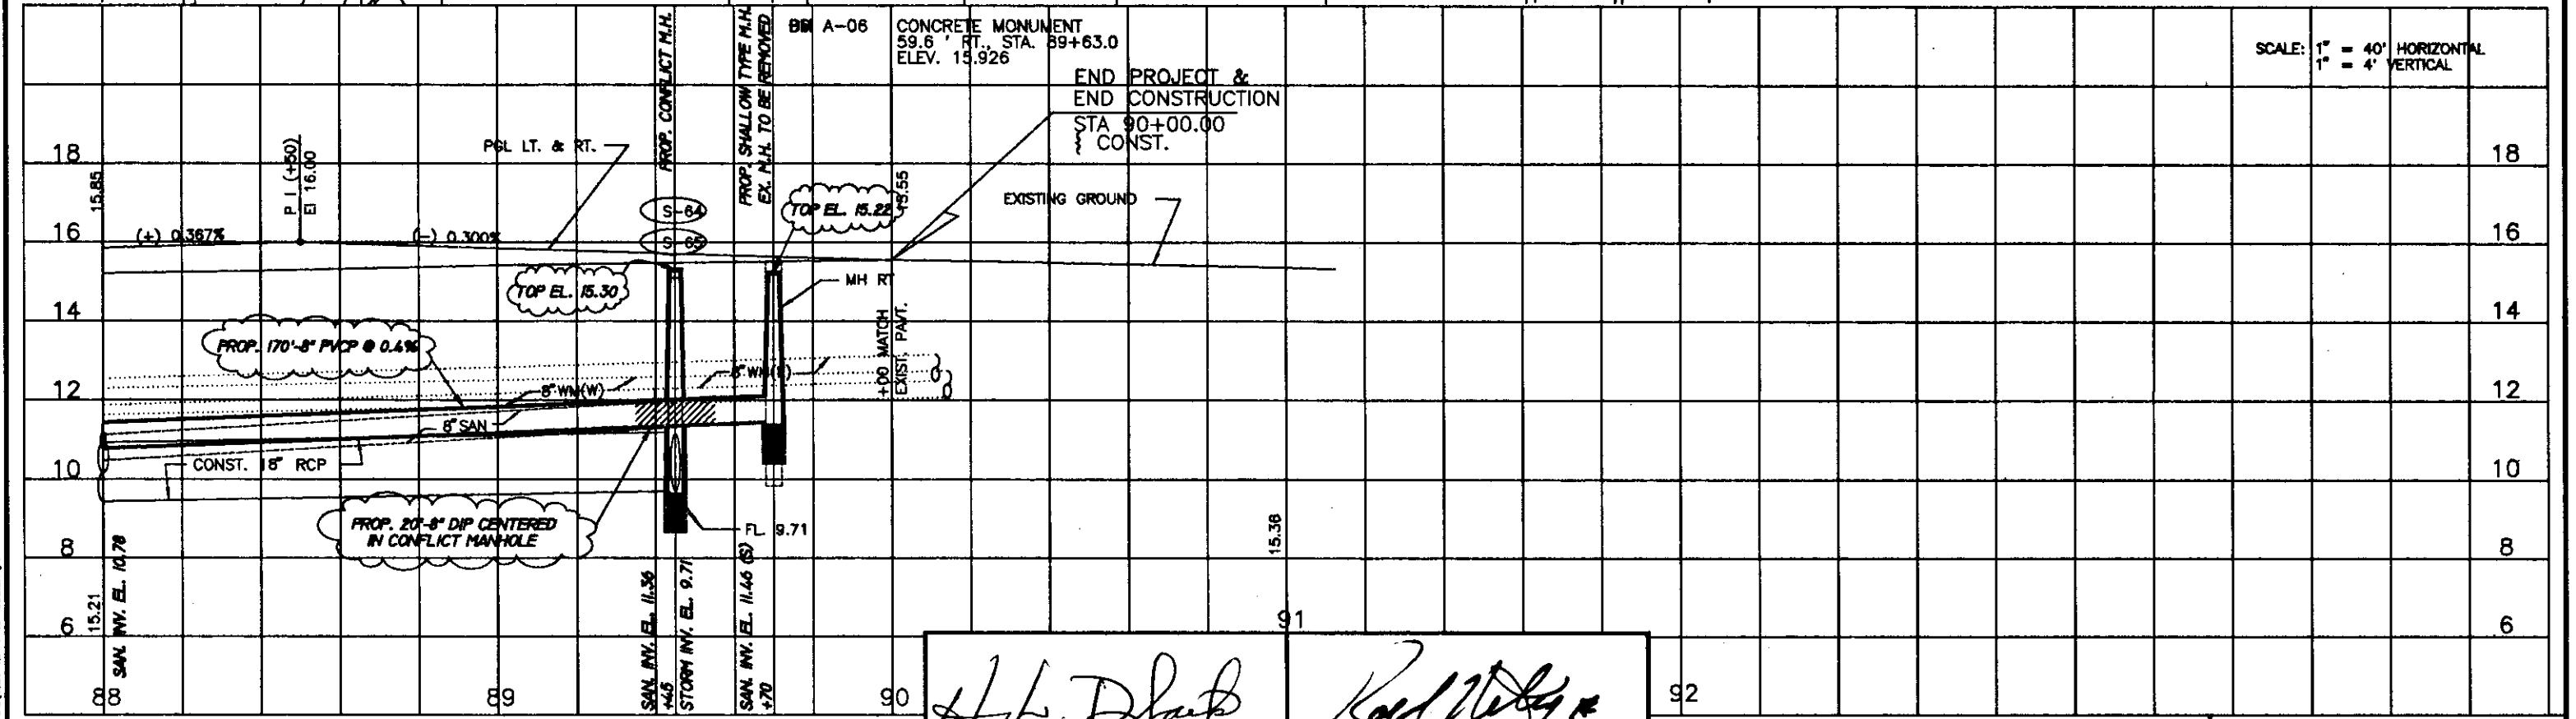 BM A-06 CONCRETE MONUMENT
59.6 ' RT., STA. 89+63.0
ELEV. 15.926
SCALE: 1" = 40' HORIZONTAL
1" = 4' VERTICAL
END PROJECT &
END CONSTRUCTION
STA 90+00.00
CONST.
PROP. CONFLICT M.H.
PROP. SHALLOW TYPE M.H.
EX. M.H. TO BE REMOVED
PGL LT. & RT.
18
18
15.85
P I (+50)
El 16.00
S-64
S-65
TOP EL. 15.22
15.55
EXISTING GROUND
16
(+) 0.367%
(-) 0.300%
16
TOP EL. 15.30
MH RT
14
14
PROP. 170'-8" PVCP @ 0.4%
+00 MATCH
EXIST. PAVT.
12
8" WM(W)
8" WM
12
8" SAN
CONST. 18" RCP
10
10
PROP. 20'-8" DIP CENTERED
IN CONFLICT MANHOLE
FL 9.71
15.36
8
8
15.21
SAN. INV. EL. 10.78
SAN. INV. EL. 11.36
+45
STORM INV. EL. 9.71
SAN. INV. EL. 11.46 (S)
+70
6
91
6
88
89
90
92